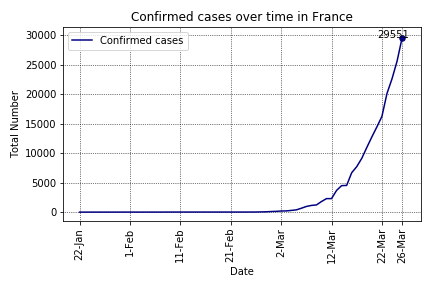 Confirmed cases over time in France
Confirmed cases
29551
30000
25000
20000
15000
10000
5000
0
Total Number
22-Jan
1-Feb
11-Feb
21-Feb
2-Mar
12-Mar
22-Mar
26-Mar
Date